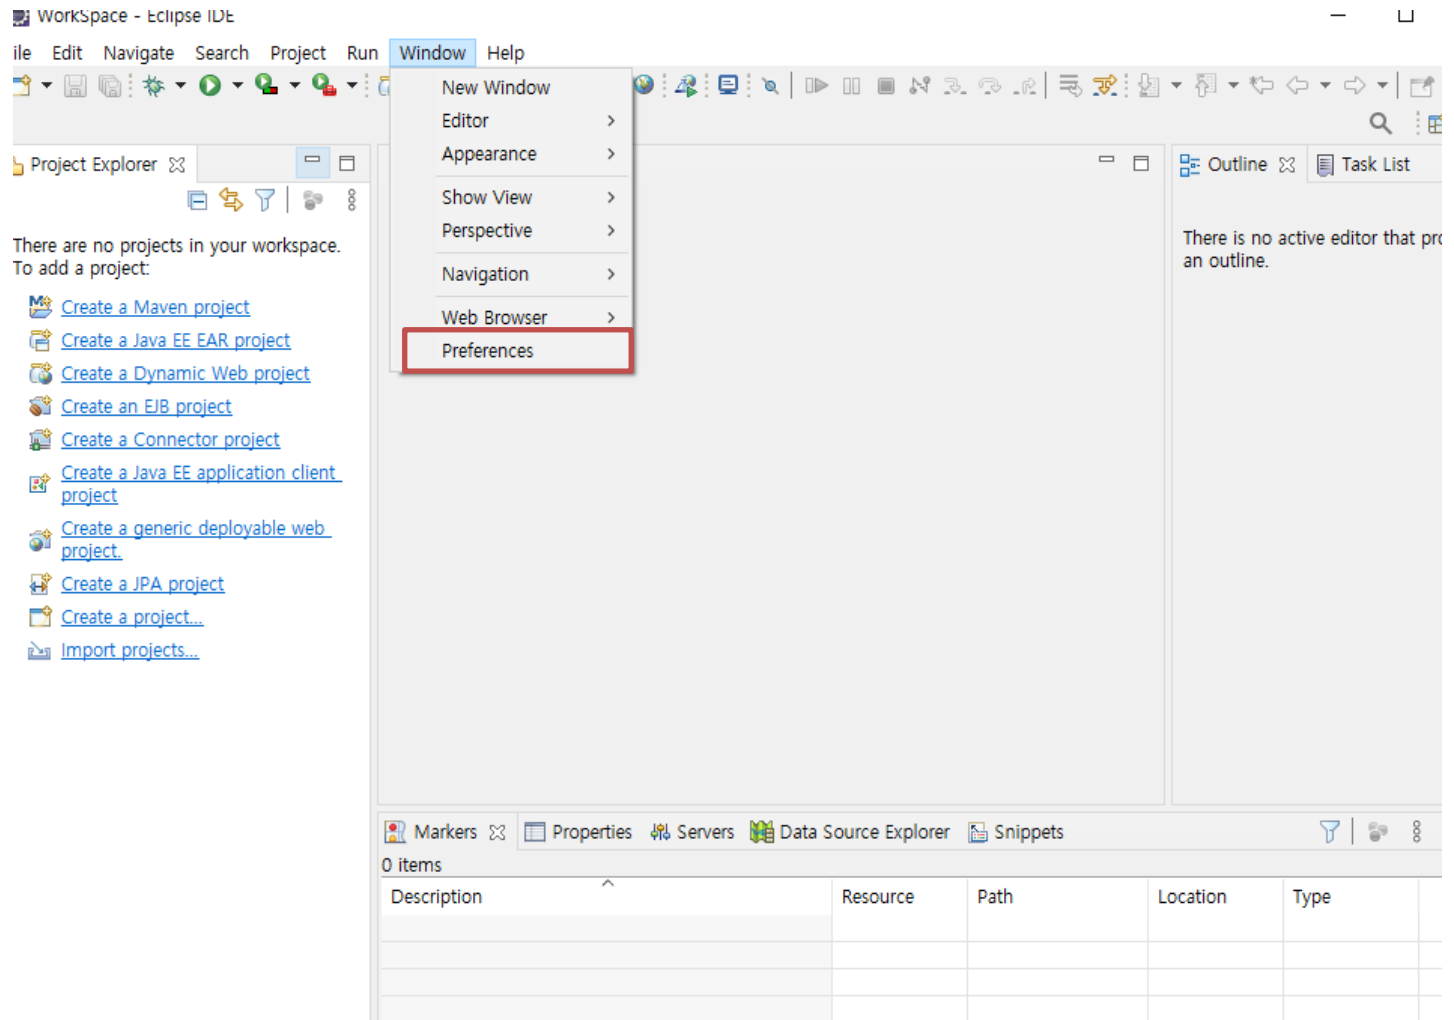 WorkSpace - Eclipse IDE
ile Edit Navigate Search Project Run Window Help
New Window
Editor
Appearance
Show View
Perspective
Navigation
Web Browser
Preferences
Project Explorer
There are no projects in your workspace.
To add a project:
Create a Maven project
Create a Java EE EAR project
Create a Dynamic Web project
Create an EJB project
Create a Connector project
Create a Java EE application client
project
Create a generic deployable web
project.
Create a JPA project
Create a project...
Import projects...
Outline Task List
There is no active editor that pro
an outline.
Markers Properties Servers Data Source Explorer Snippets
0 items
Description Resource Path Location Type